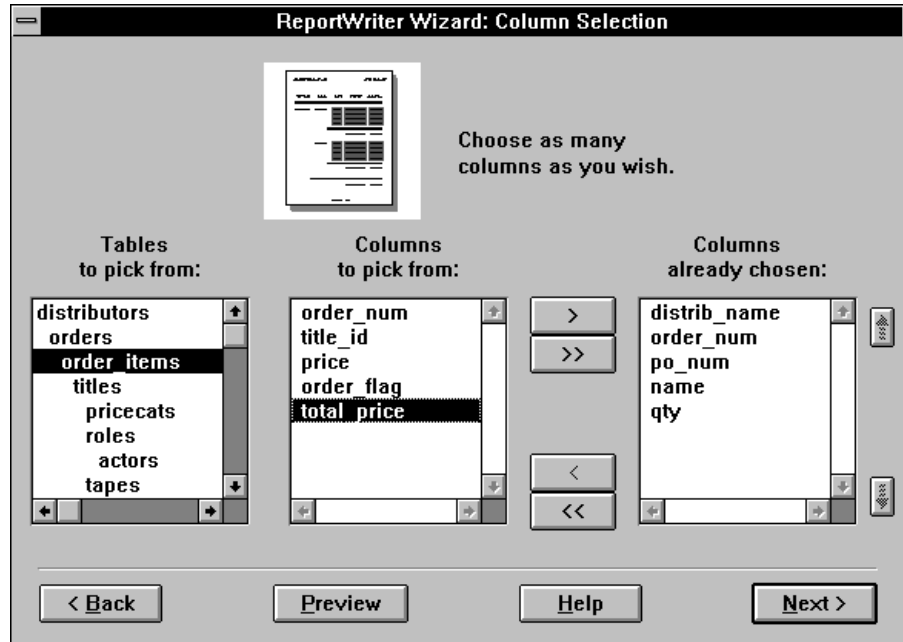 ReportWriter Wizard: Column Selection
Choose as many
columns as you wish.
Tables
to pick from:
distributors
orders
order_items
titles
pricecats
roles
actors
tapes
Columns
to pick from:
order_num
title_id
price
order_flag
total_price
>
>>
<
<<
Columns
already chosen:
distrib_name
order_num
po_num
name
qty
< Back
Preview
Help
Next >